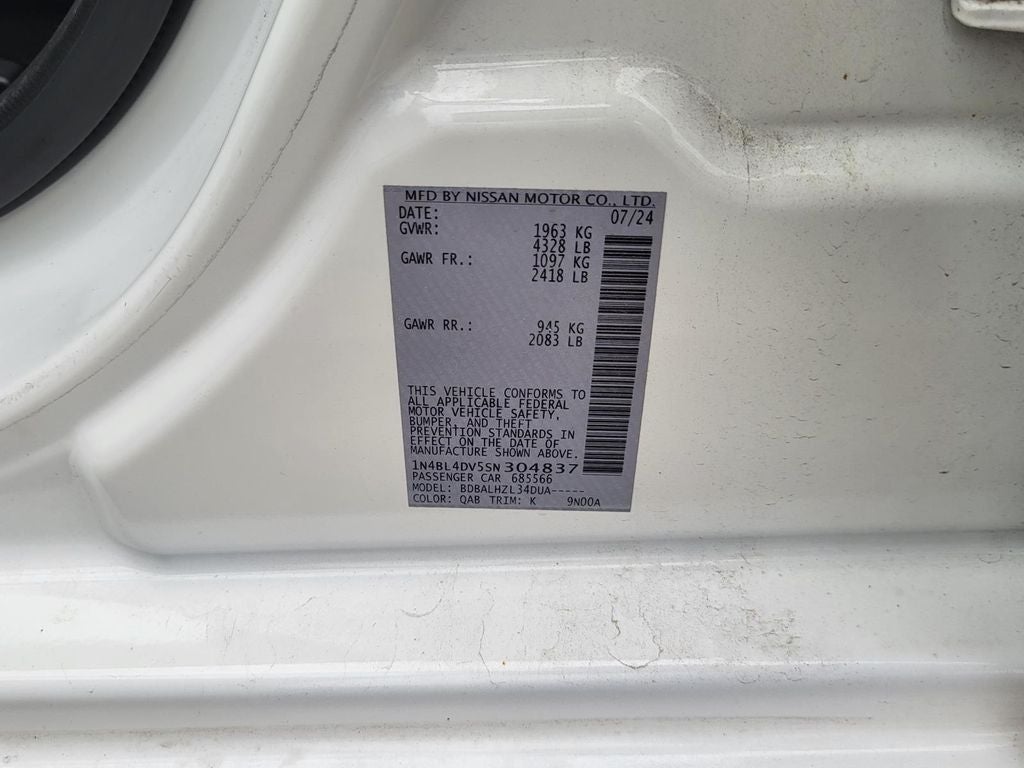 MFD BY NISSAN MOTOR CO., LTD.
DATE: 07/24
GVWR: 1963 KG
4328 LB
GAWR FR.: 1097 KG
2418 LB
GAWR RR.: 945 KG
2083 LB
THIS VEHICLE CONFORMS TO
ALL APPLICABLE FEDERAL
MOTOR VEHICLE SAFETY,
BUMPER, AND THEFT
PREVENTION STANDARDS IN
EFFECT ON THE DATE OF
MANUFACTURE SHOWN ABOVE.
1N4BL4DV5SN304837
PASSENGER CAR 685566
MODEL: BDBALHZL34DUA-----
COLOR: QAB TRIM: K 9N00A